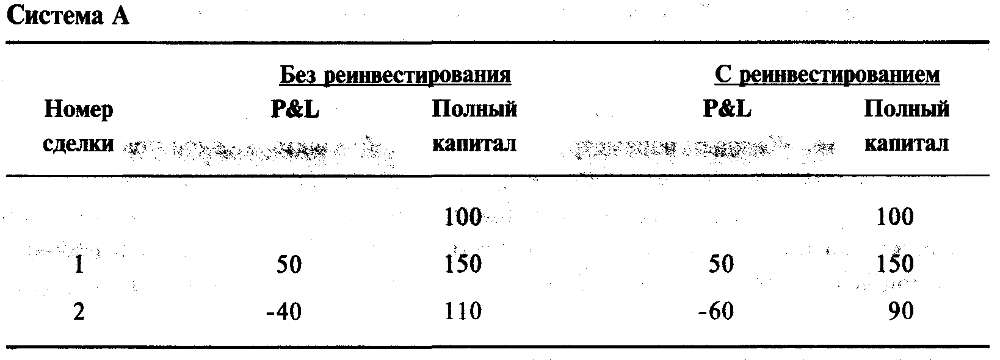 Система А
Без реинвестирования С реинвестированием
Номер P&L Полный P&L Полный
сделки капитал капитал
100 100
1 50 150 50 150
2 -40 110 -60 90